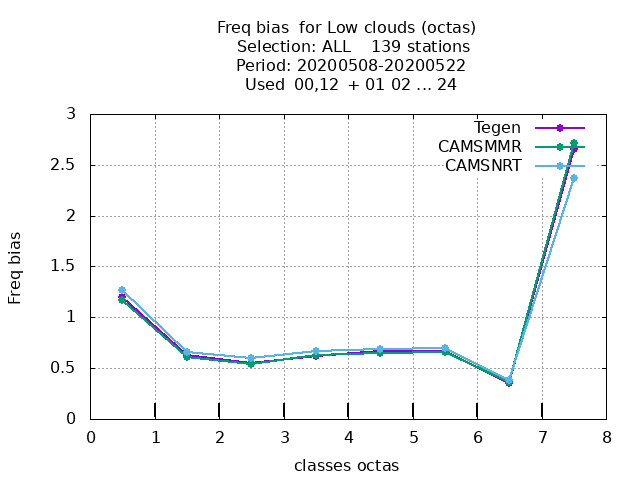 Freq bias  for Low clouds (octas)
Selection: ALL    139 stations
Period: 20200508-20200522
Used  00,12  + 01 02 ... 24
Tegen
CAMSMMR
CAMSNRT
3
2.5
2
1.5
1
0.5
0
Freq bias
0 1 2 3 4 5 6 7 8
classes octas